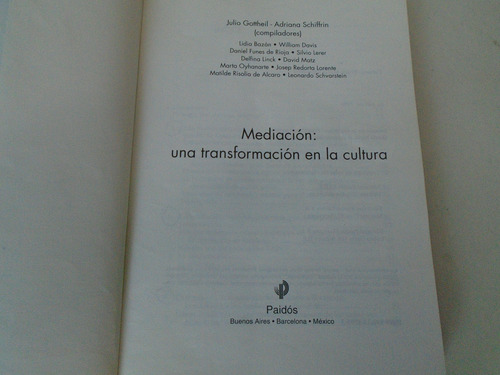 Julia Gottheil - Adriana Schiffrin
(compiladores)
Lidia Bazán • William Davis
Daniel Funes de Rioja • Silvio Lerer
Delfina Linck • David Matz
Marta Oyhanarte • Josep Redorta Lorente
Matilde Risolía de Alcaro • Leonardo Schvarstein
Mediación:
una transformación en la cultura
Paidós
Buenos Aires • Barcelona • México